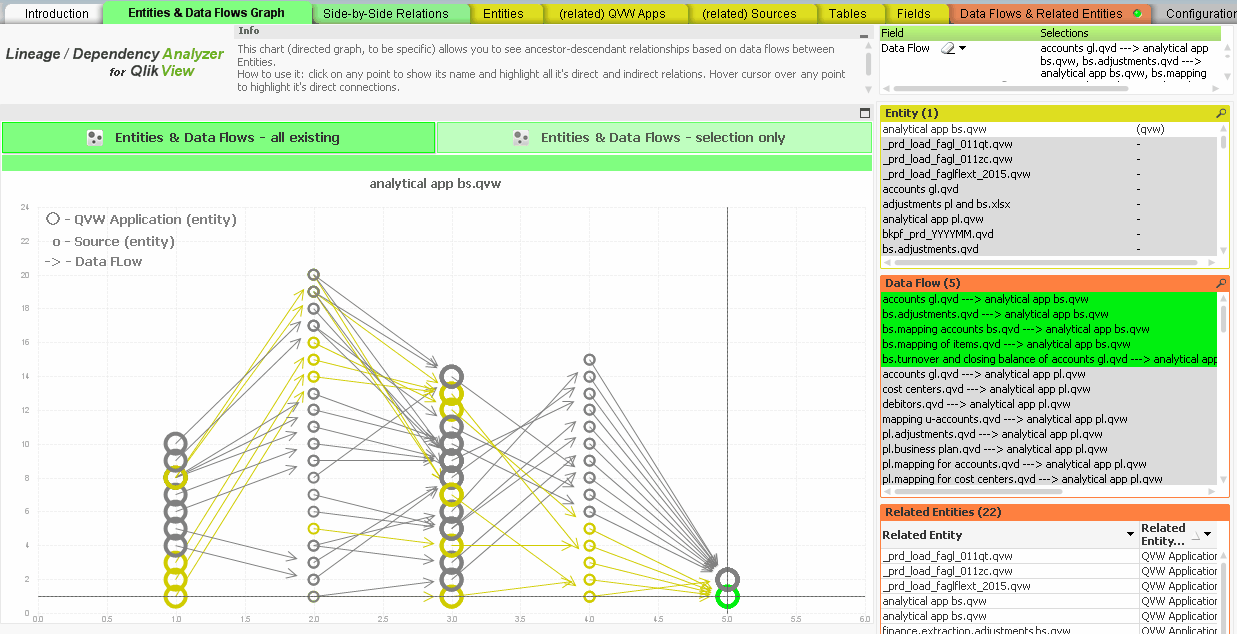 Introduction
Entities & Data Flows Graph
Side-by-Side Relations
Entities
(related) QVW Apps
(related) Sources
Tables
Fields
Data Flows & Related Entities
Configuration
Lineage / Dependency Analyzer
for QlikView
Info
This chart (directed graph, to be specific) allows you to see ancestor-descendant relationships based on data flows between
Entities.
How to use it: click on any point to show its name and highlight all it's direct and indirect relations. Hover cursor over any point
to highlight it's direct connections.
Field
Selections
Data Flow
accounts gl.qvd ---> analytical app
bs.qvw, bs.adjustments.qvd --->
analytical app bs.qvw, bs.mapping
Entities & Data Flows - all existing
Entities & Data Flows - selection only
analytical app bs.qvw
- QVW Application (entity)
o - Source (entity)
-> - Data FLow
24
22
20
18
16
14
12
10
8
6
4
2
0
0.0
0.5
1.0
1.5
2.0
2.5
3.0
3.5
4.0
4.5
5.0
5.5
6.0
Entity (1)
analytical app bs.qvw (qvw)
_prd_load_fagl_011qt.qvw -
_prd_load_fagl_011zc.qvw -
_prd_load_faglflext_2015.qvw -
accounts gl.qvd -
adjustments pl and bs.xlsx -
analytical app pl.qvw -
bkpf_prd_YYYYMM.qvd -
bs.adjustments.qvd -
Data Flow (5)
accounts gl.qvd ---> analytical app bs.qvw
bs.adjustments.qvd ---> analytical app bs.qvw
bs.mapping accounts bs.qvd ---> analytical app bs.qvw
bs.mapping of items.qvd ---> analytical app bs.qvw
bs.turnover and closing balance of accounts gl.qvd ---> analytical app
accounts gl.qvd ---> analytical app pl.qvw
cost centers.qvd ---> analytical app pl.qvw
debitors.qvd ---> analytical app pl.qvw
mapping u-accounts.qvd ---> analytical app pl.qvw
pl.adjustments.qvd ---> analytical app pl.qvw
pl.business plan.qvd ---> analytical app pl.qvw
pl.mapping for accounts.qvd ---> analytical app pl.qvw
pl.mapping for cost centers.qvd ---> analytical app pl.qvw
Related Entities (22)
Related Entity
Related
Entity...
_prd_load_fagl_011qt.qvw QVW Application
_prd_load_fagl_011zc.qvw QVW Application
_prd_load_faglflext_2015.qvw QVW Application
analytical app bs.qvw QVW Application
analytical app bs.qvw QVW Application
finance.extraction.adjustments.bs.qvw QVW Application